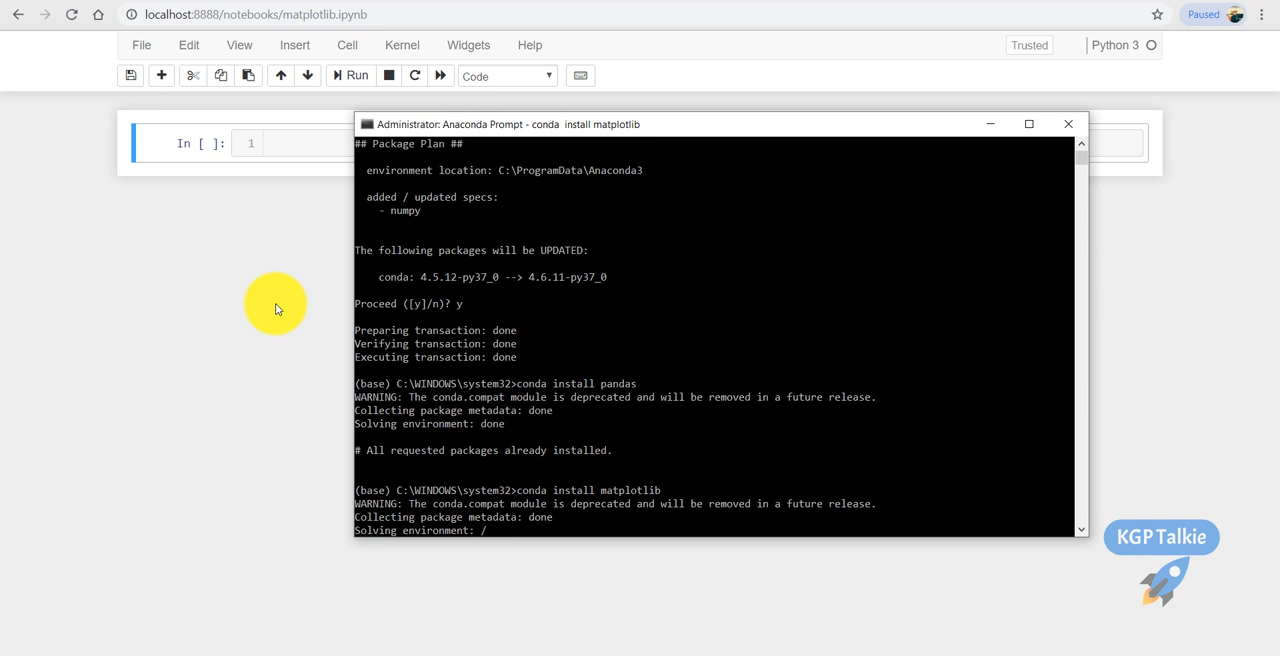 localhost:8888/notebooks/matplotlib.ipynb
Paused
File Edit View Insert Cell Kernel Widgets Help
Trusted
Python 3
Run
Code
In [ ]:
1
Administrator: Anaconda Prompt - conda install matplotlib
## Package Plan ##
environment location: C:\ProgramData\Anaconda3
added / updated specs:
- numpy
The following packages will be UPDATED:
conda: 4.5.12-py37_0 --> 4.6.11-py37_0
Proceed ([y]/n)? y
Preparing transaction: done
Verifying transaction: done
Executing transaction: done
(base) C:\WINDOWS\system32>conda install pandas
WARNING: The conda.compat module is deprecated and will be removed in a future release.
Collecting package metadata: done
Solving environment: done
# All requested packages already installed.
(base) C:\WINDOWS\system32>conda install matplotlib
WARNING: The conda.compat module is deprecated and will be removed in a future release.
Collecting package metadata: done
Solving environment: /
KGP Talkie